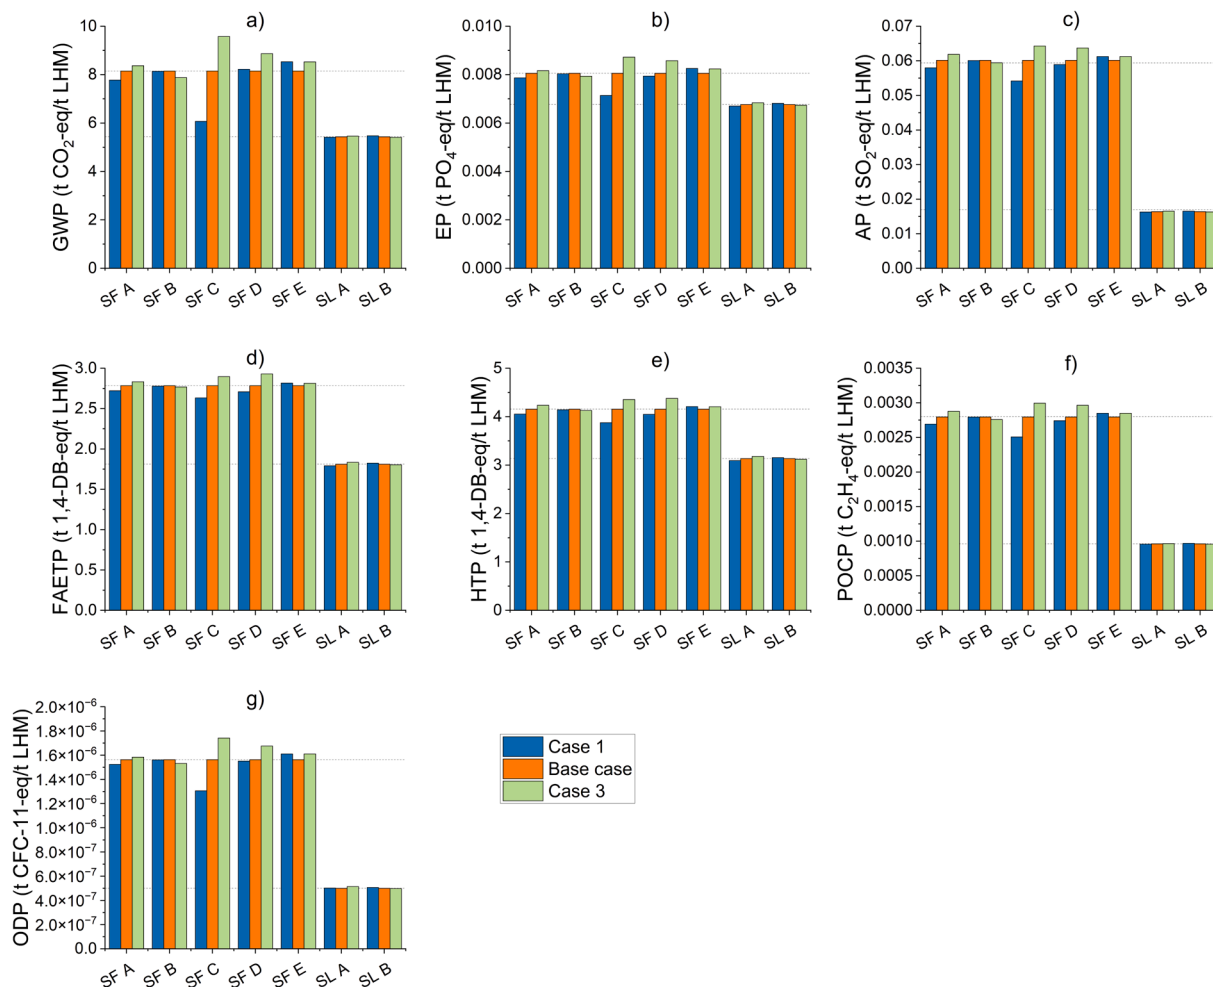 a)
GWP (t CO₂-eq/t LHM)
10
8
6
4
2
0
SF A
SF B
SF C
SF D
SF E
SL A
SL B
b)
EP (t PO₄-eq/t LHM)
0.010
0.008
0.006
0.004
0.002
0.000
SF A
SF B
SF C
SF D
SF E
SL A
SL B
c)
AP (t SO₂-eq/t LHM)
0.07
0.06
0.05
0.04
0.03
0.02
0.01
0.00
SF A
SF B
SF C
SF D
SF E
SL A
SL B
d)
FAETP (t 1,4-DB-eq/t LHM)
3.0
2.5
2.0
1.5
1.0
0.5
0.0
SF A
SF B
SF C
SF D
SF E
SL A
SL B
e)
HTP (t 1,4-DB-eq/t LHM)
5
4
3
2
1
0
SF A
SF B
SF C
SF D
SF E
SL A
SL B
f)
POCP (t C₂H₄-eq/t LHM)
0.0035
0.0030
0.0025
0.0020
0.0015
0.0010
0.0005
0.0000
SF A
SF B
SF C
SF D
SF E
SL A
SL B
g)
ODP (t CFC-11-eq/t LHM)
2.0×10⁻⁶
1.8×10⁻⁶
1.6×10⁻⁶
1.4×10⁻⁶
1.2×10⁻⁶
1.0×10⁻⁶
8.0×10⁻⁷
6.0×10⁻⁷
4.0×10⁻⁷
2.0×10⁻⁷
0.0
SF A
SF B
SF C
SF D
SF E
SL A
SL B
Case 1
Base case
Case 3